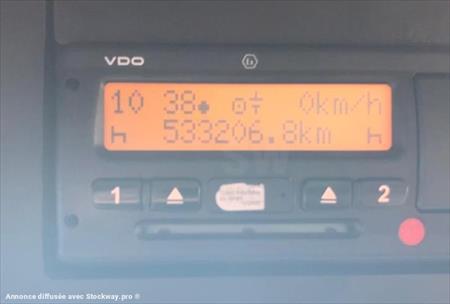 VDO
10 38 0km/h
533206.8km
1 2
Annonce diffusée avec Stockway.pro ®